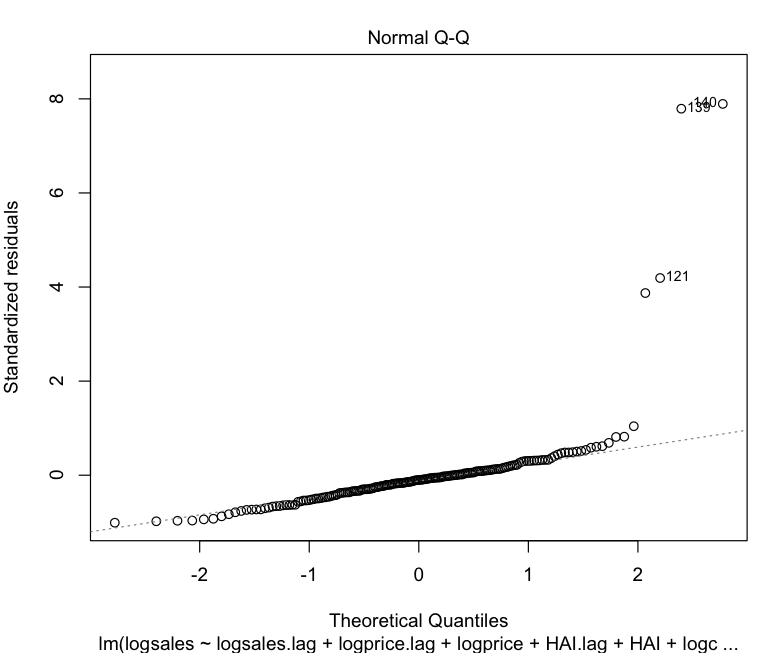 Normal Q-Q
Standardized residuals
8
6
4
2
0
140
139
121
-2 -1 0 1 2
Theoretical Quantiles
lm(logsales ~ logsales.lag + logprice.lag + logprice + HAI.lag + HAI + logc ...